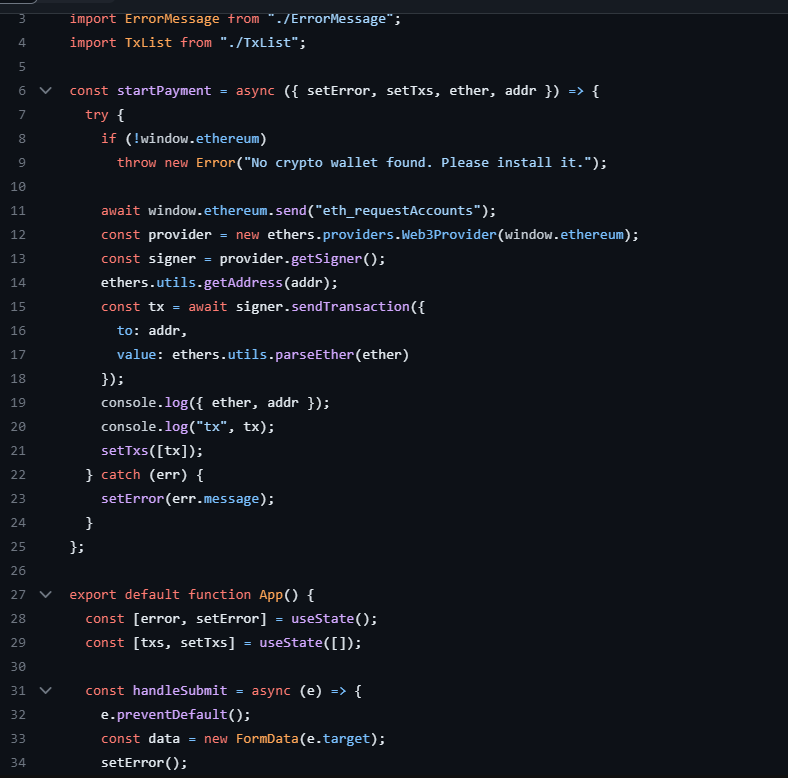 3 import ErrorMessage from "./ErrorMessage";
4 import TxList from "./TxList";
5
6 const startPayment = async ({ setError, setTxs, ether, addr }) => {
7 try {
8 if (!window.ethereum)
9 throw new Error("No crypto wallet found. Please install it.");
10
11 await window.ethereum.send("eth_requestAccounts");
12 const provider = new ethers.providers.Web3Provider(window.ethereum);
13 const signer = provider.getSigner();
14 ethers.utils.getAddress(addr);
15 const tx = await signer.sendTransaction({
16 to: addr,
17 value: ethers.utils.parseEther(ether)
18 });
19 console.log({ ether, addr });
20 console.log("tx", tx);
21 setTxs([tx]);
22 } catch (err) {
23 setError(err.message);
24 }
25 };
26
27 export default function App() {
28 const [error, setError] = useState();
29 const [txs, setTxs] = useState([]);
30
31 const handleSubmit = async (e) => {
32 e.preventDefault();
33 const data = new FormData(e.target);
34 setError();